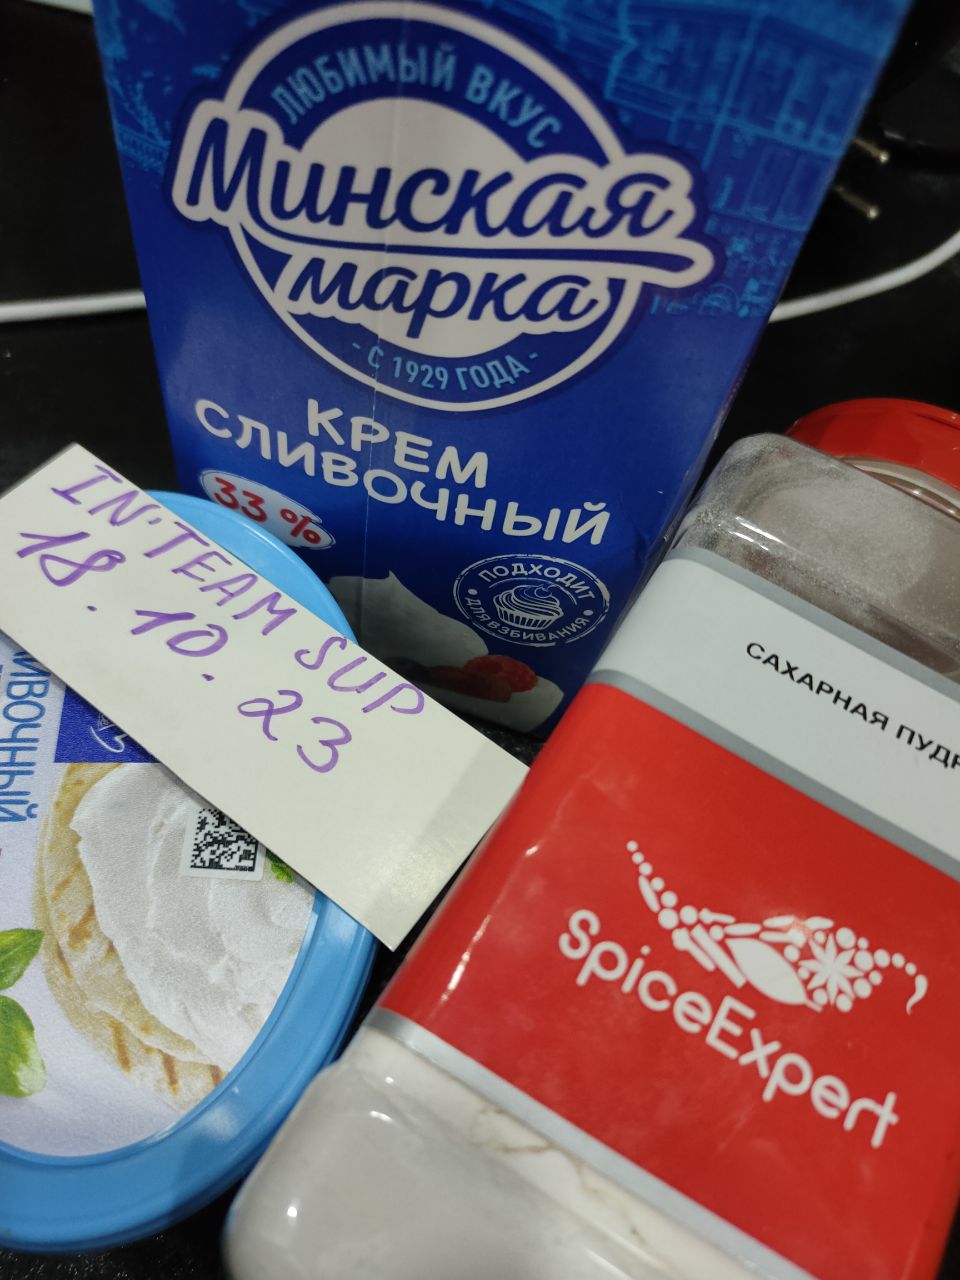 ЛЮБИМЫЙ ВКУС
Минская
марка
- С 1929 ГОДА -
КРЕМ
СЛИВОЧНЫЙ
33 %
ПОДХОДИТ
• ДЛЯ ВЗБИВАНИЯ •
IN'TEAM SUP
18.10.23
САХАРНАЯ ПУДР
SpiceExpert
ИВОЧНЫЙ